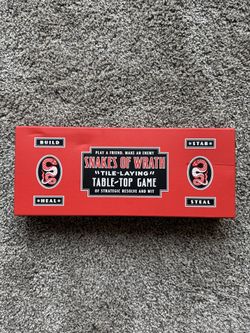 PLAY A FRIEND, MAKE AN ENEMY
BUILD
STAB
SNAKES OF WRATH
"TILE-LAYING"
TABLE-TOP GAME
OF STRATEGIC RESOLVE AND WIT
HEAL
STEAL